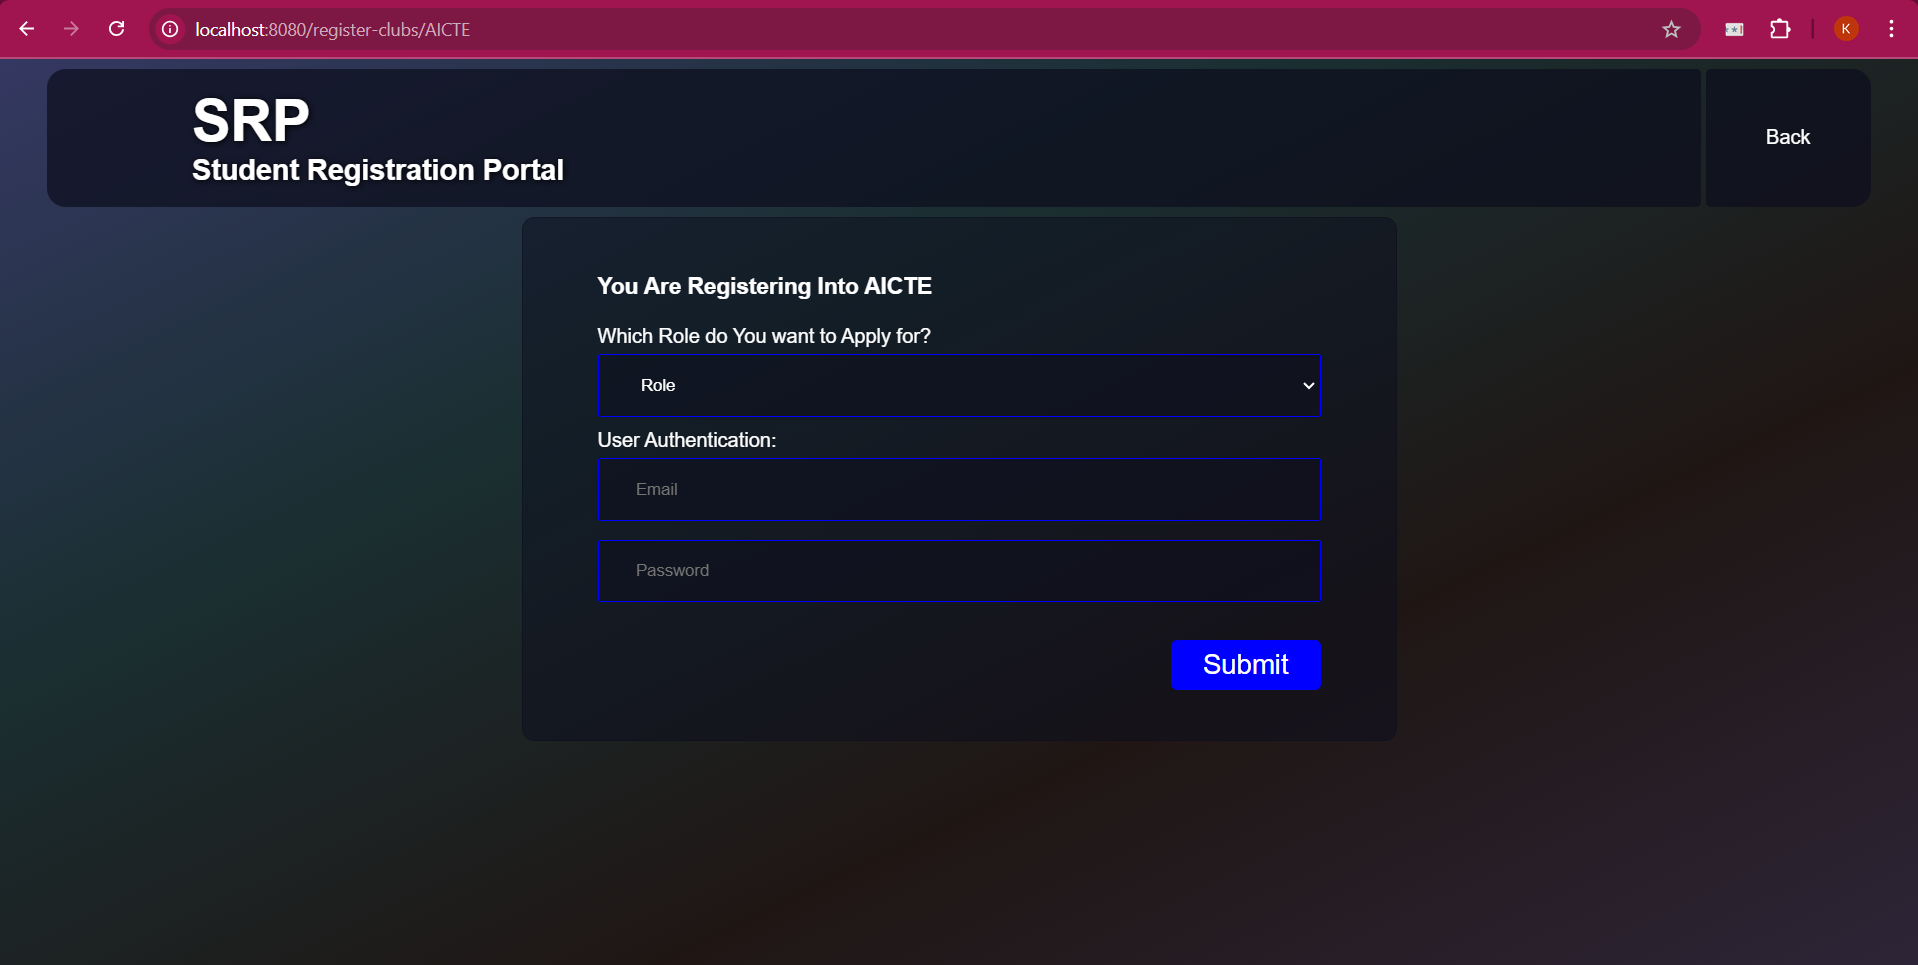 localhost:8080/register-clubs/AICTE
K
SRP
Student Registration Portal
Back
You Are Registering Into AICTE
Which Role do You want to Apply for?
Role
User Authentication:
Email
Password
Submit